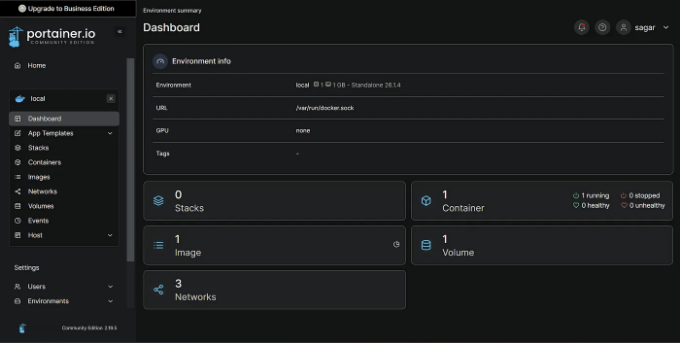 Upgrade to Business Edition
portainer.io
COMMUNITY EDITION
Home
local
Dashboard
App Templates
Stacks
Containers
Images
Networks
Volumes
Events
Host
Settings
Users
Environments
Community Edition 2.19.5
Environment summary
Dashboard
sagar
Environment info
Environment local 1 1 GB - Standalone 26.1.4
URL /var/run/docker.sock
GPU none
Tags -
0
Stacks
1
Container
1 running 0 stopped
0 healthy 0 unhealthy
1
Image
1
Volume
3
Networks